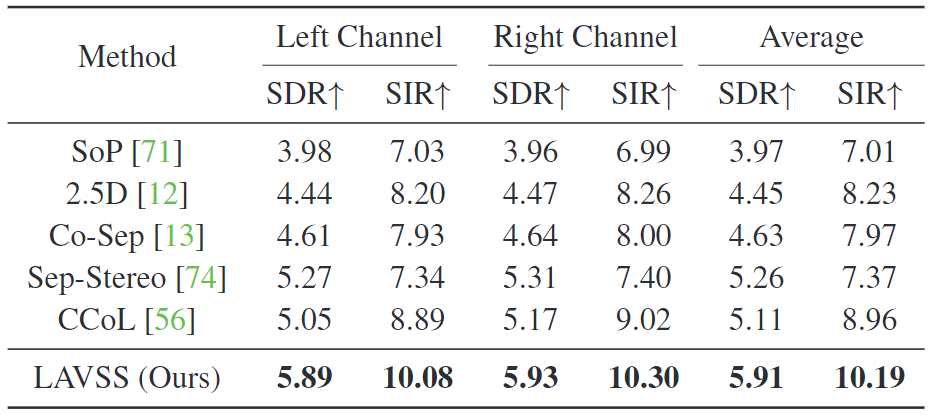 Method Left Channel Right Channel Average
SDR↑ SIR↑ SDR↑ SIR↑ SDR↑ SIR↑
SoP [71] 3.98 7.03 3.96 6.99 3.97 7.01
2.5D [12] 4.44 8.20 4.47 8.26 4.45 8.23
Co-Sep [13] 4.61 7.93 4.64 8.00 4.63 7.97
Sep-Stereo [74] 5.27 7.34 5.31 7.40 5.26 7.37
CCoL [56] 5.05 8.89 5.17 9.02 5.11 8.96
LAVSS (Ours) 5.89 10.08 5.93 10.30 5.91 10.19